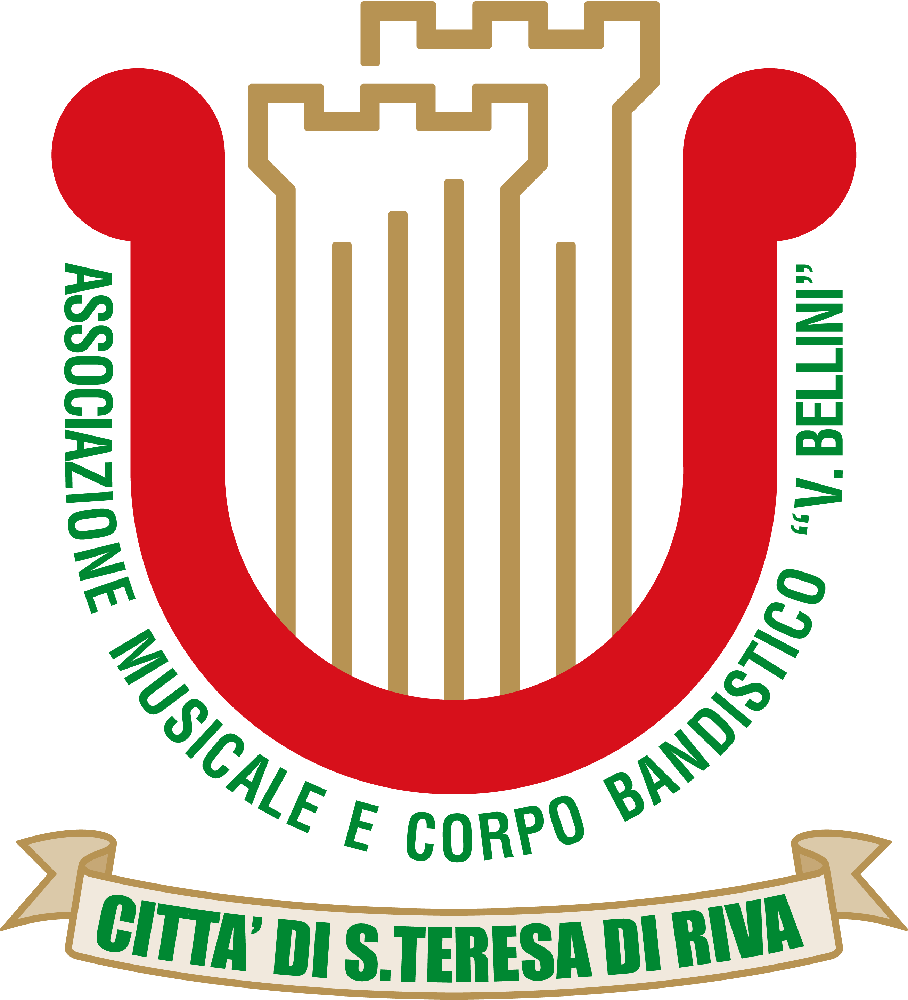 ASSOCIAZIONE MUSICALE E CORPO BANDISTICO “V. BELLINI”
CITTA’ DI S.TERESA DI RIVA